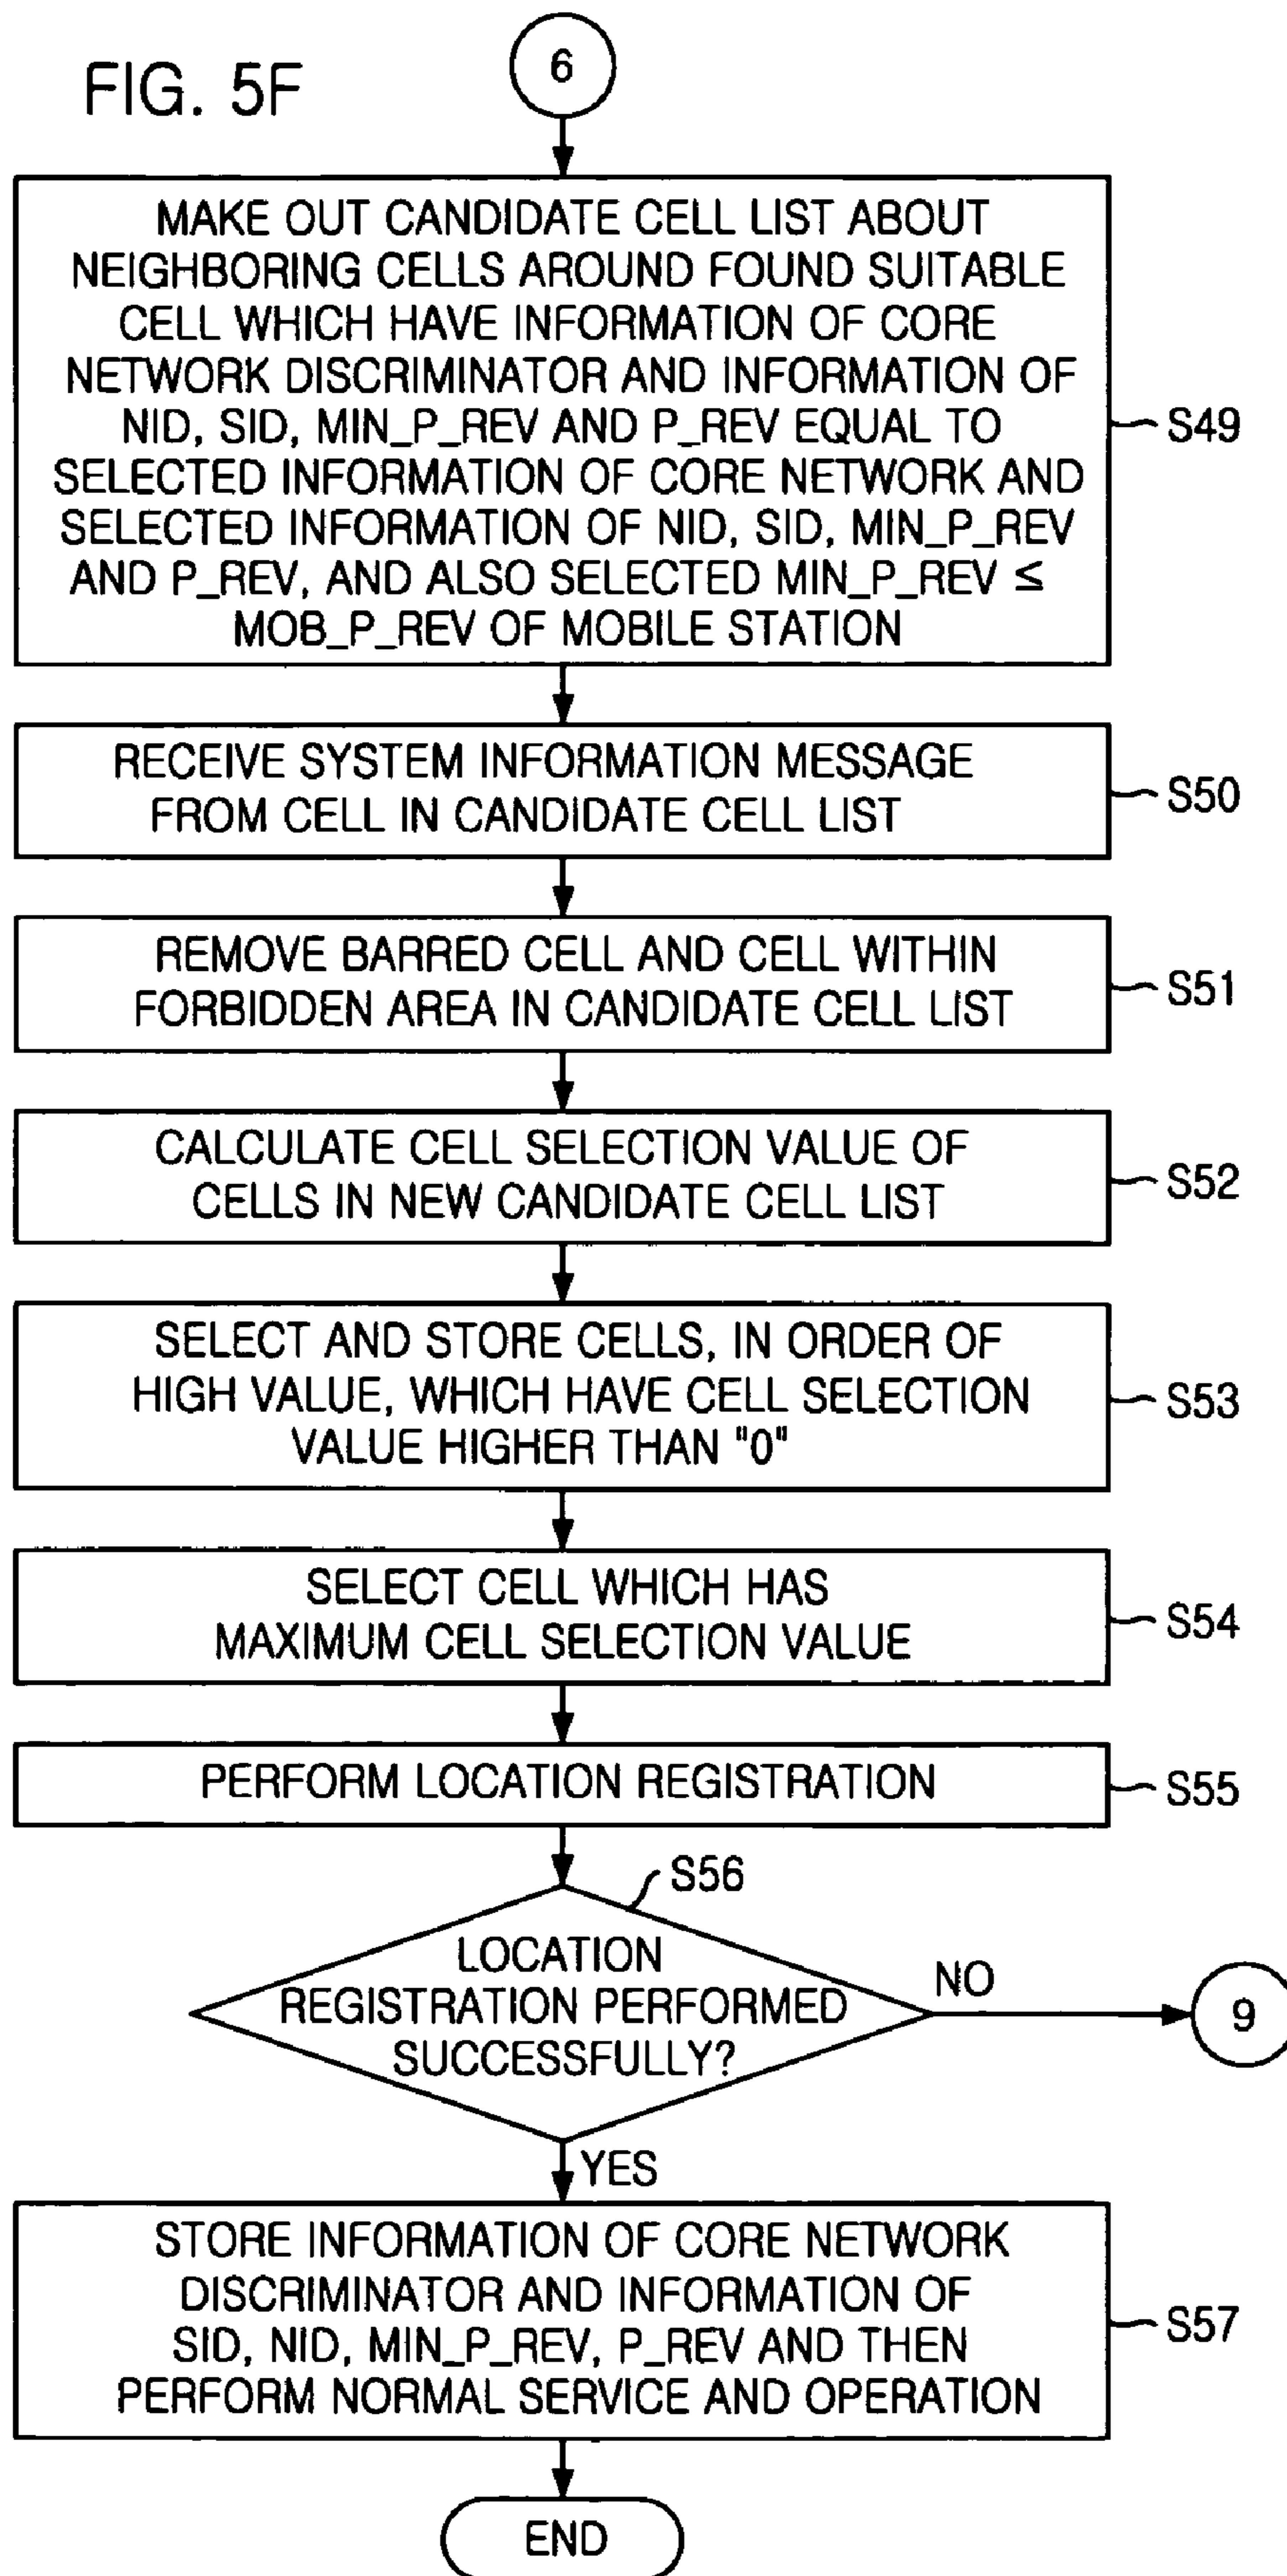 FIG. 5F
6
MAKE OUT CANDIDATE CELL LIST ABOUT
NEIGHBORING CELLS AROUND FOUND SUITABLE
CELL WHICH HAVE INFORMATION OF CORE
NETWORK DISCRIMINATOR AND INFORMATION OF
NID, SID, MIN_P_REV AND P_REV EQUAL TO
SELECTED INFORMATION OF CORE NETWORK AND
SELECTED INFORMATION OF NID, SID, MIN_P_REV
AND P_REV, AND ALSO SELECTED MIN_P_REV ≤
MOB_P_REV OF MOBILE STATION
S49
RECEIVE SYSTEM INFORMATION MESSAGE
FROM CELL IN CANDIDATE CELL LIST
S50
REMOVE BARRED CELL AND CELL WITHIN
FORBIDDEN AREA IN CANDIDATE CELL LIST
S51
CALCULATE CELL SELECTION VALUE OF
CELLS IN NEW CANDIDATE CELL LIST
S52
SELECT AND STORE CELLS, IN ORDER OF
HIGH VALUE, WHICH HAVE CELL SELECTION
VALUE HIGHER THAN "0"
S53
SELECT CELL WHICH HAS
MAXIMUM CELL SELECTION VALUE
S54
PERFORM LOCATION REGISTRATION
S55
S56
LOCATION
REGISTRATION PERFORMED
SUCCESSFULLY?
NO
9
YES
STORE INFORMATION OF CORE NETWORK
DISCRIMINATOR AND INFORMATION OF
SID, NID, MIN_P_REV, P_REV AND THEN
PERFORM NORMAL SERVICE AND OPERATION
S57
END